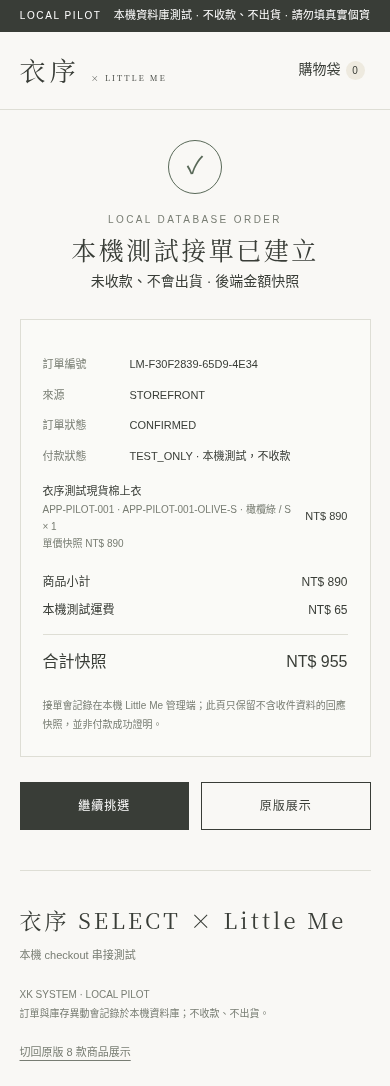 LOCAL PILOT 本機資料庫測試 · 不收款、不出貨 · 請勿填真實個資
衣序 × LITTLE ME 購物袋 0
LOCAL DATABASE ORDER
本機測試接單已建立
未收款、不會出貨 · 後端金額快照
訂單編號 LM-F30F2839-65D9-4E34
來源 STOREFRONT
訂單狀態 CONFIRMED
付款狀態 TEST_ONLY · 本機測試，不收款
衣序測試現貨棉上衣
APP-PILOT-001 · APP-PILOT-001-OLIVE-S · 橄欖綠 / S NT$ 890
× 1
單價快照 NT$ 890
商品小計 NT$ 890
本機測試運費 NT$ 65
合計快照 NT$ 955
接單會記錄在本機 Little Me 管理端；此頁只保留不含收件資料的回應
快照，並非付款成功證明。
繼續挑選 原版展示
衣序 SELECT × Little Me
本機 checkout 串接測試
XK SYSTEM · LOCAL PILOT
訂單與庫存異動會記錄於本機資料庫；不收款、不出貨。
切回原版 8 款商品展示